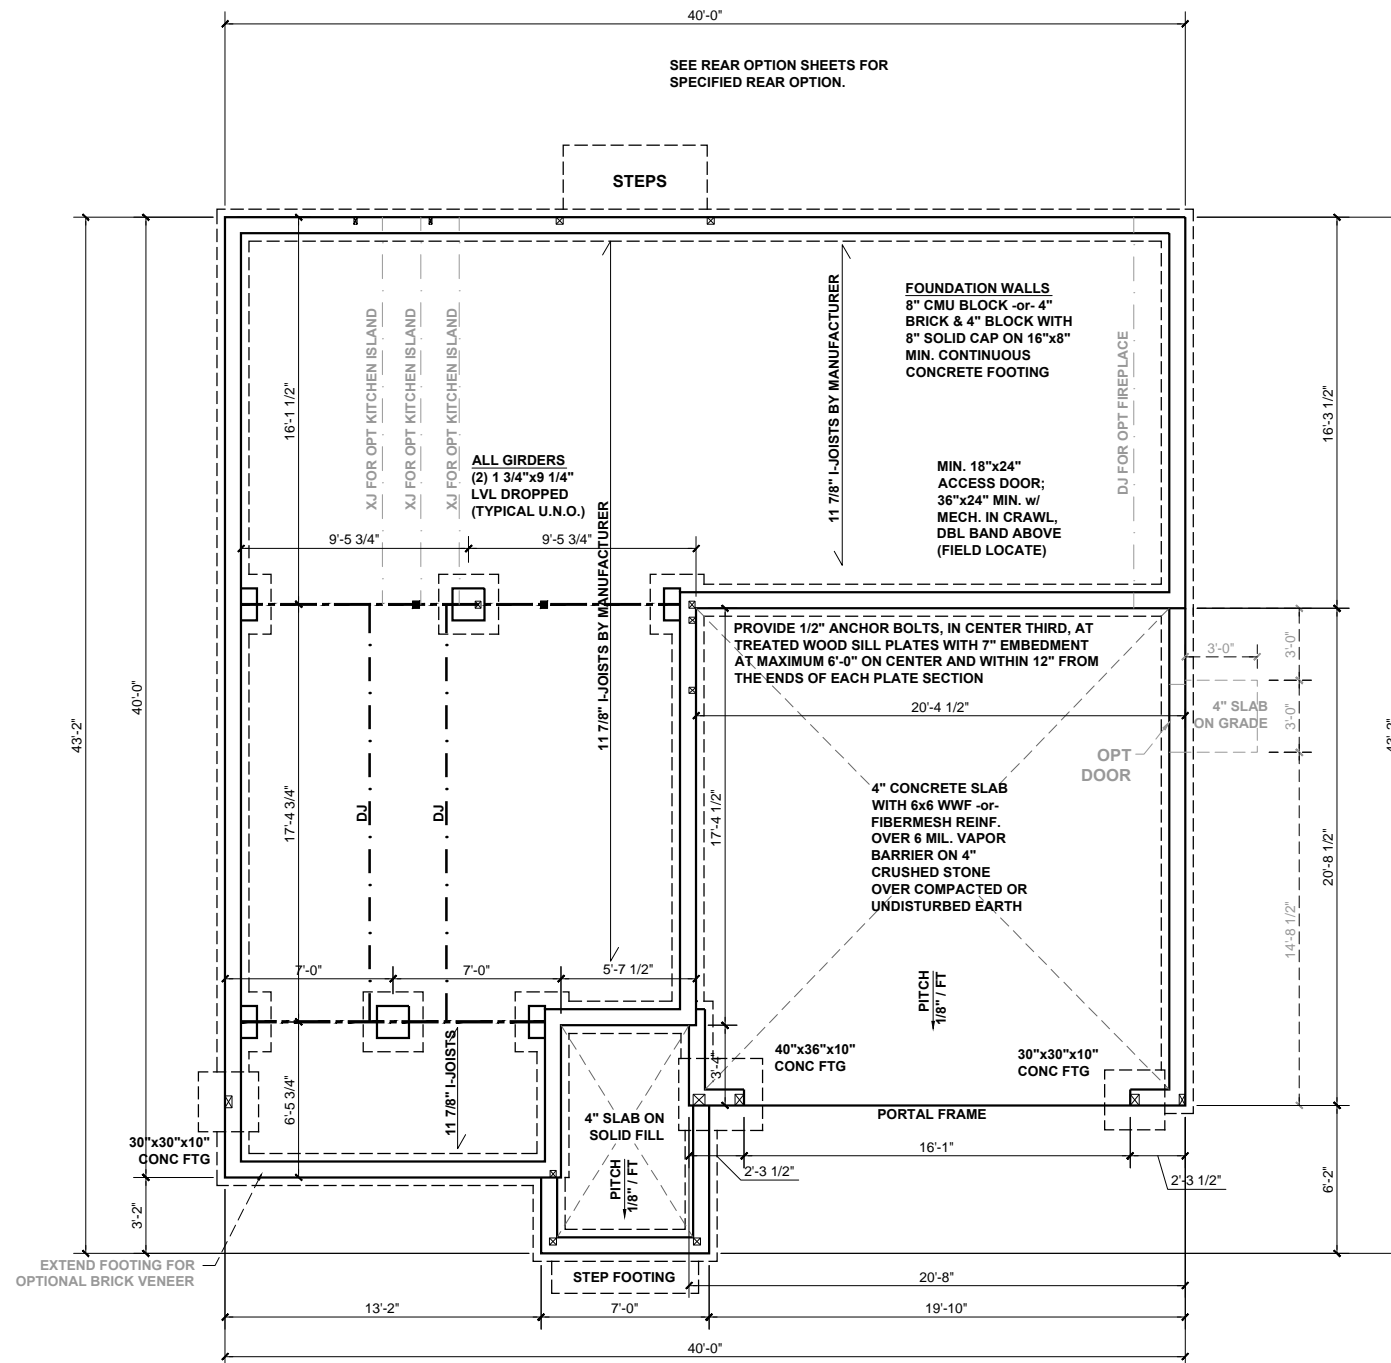 40'-0"
SEE REAR OPTION SHEETS FOR
SPECIFIED REAR OPTION.
STEPS
FOUNDATION WALLS
8" CMU BLOCK -or- 4"
BRICK & 4" BLOCK WITH
8" SOLID CAP ON 16"x8"
MIN. CONTINUOUS
CONCRETE FOOTING
XJ FOR OPT KITCHEN ISLAND
XJ FOR OPT KITCHEN ISLAND
XJ FOR OPT KITCHEN ISLAND
11 7/8" I-JOISTS BY MANUFACTURER
DJ FOR OPT FIREPLACE
16'-1 1/2"
16'-3 1/2"
ALL GIRDERS
(2) 1 3/4"x9 1/4"
LVL DROPPED
(TYPICAL U.N.O.)
MIN. 18"x24"
ACCESS DOOR;
36"x24" MIN. w/
MECH. IN CRAWL,
DBL BAND ABOVE
(FIELD LOCATE)
9'-5 3/4"
9'-5 3/4"
11 7/8" I-JOISTS BY MANUFACTURER
PROVIDE 1/2" ANCHOR BOLTS, IN CENTER THIRD, AT
TREATED WOOD SILL PLATES WITH 7" EMBEDMENT
AT MAXIMUM 6'-0" ON CENTER AND WITHIN 12" FROM
THE ENDS OF EACH PLATE SECTION
3'-0"
3'-0"
20'-4 1/2"
4" SLAB
ON GRADE
3'-0"
43'-2"
40'-0"
43'-2"
OPT
DOOR
4" CONCRETE SLAB
WITH 6x6 WWF -or-
FIBERMESH REINF.
OVER 6 MIL. VAPOR
BARRIER ON 4"
CRUSHED STONE
OVER COMPACTED OR
UNDISTURBED EARTH
17'-4 3/4"
DJ
DJ
17'-4 1/2"
20'-8 1/2"
14'-8 1/2"
7'-0"
7'-0"
5'-7 1/2"
PITCH
1/8" / FT
11 7/8" I-JOISTS
40"x36"x10"
CONC FTG
30"x30"x10"
CONC FTG
3'-4"
6'-5 3/4"
4" SLAB ON
SOLID FILL
PORTAL FRAME
30"x30"x10"
CONC FTG
16'-1"
2'-3 1/2"
2'-3 1/2"
PITCH
1/8" / FT
6'-2"
3'-2"
EXTEND FOOTING FOR
OPTIONAL BRICK VENEER
STEP FOOTING
20'-8"
13'-2"
7'-0"
19'-10"
40'-0"